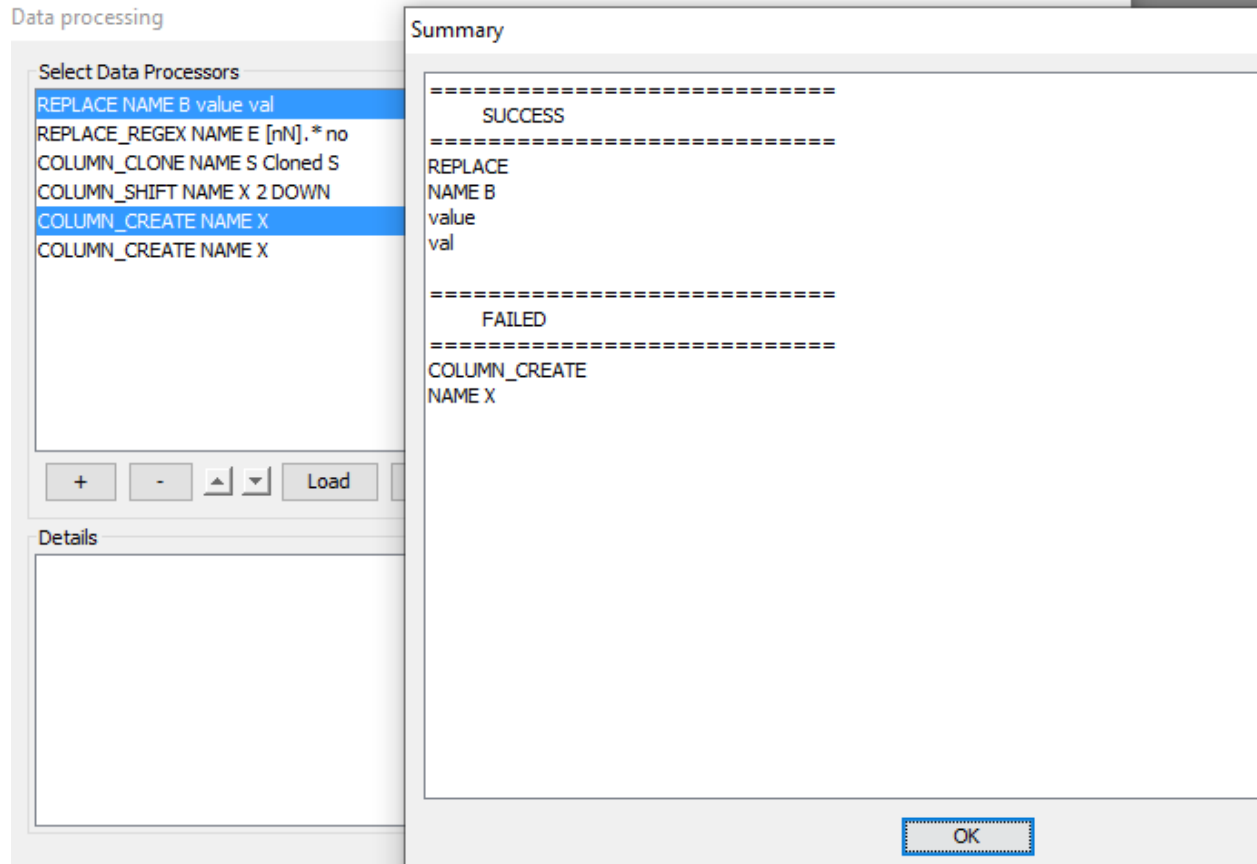 Data processing
Select Data Processors
REPLACE NAME B value val
REPLACE_REGEX NAME E [nN].* no
COLUMN_CLONE NAME S Cloned S
COLUMN_SHIFT NAME X 2 DOWN
COLUMN_CREATE NAME X
COLUMN_CREATE NAME X
+
-
Load
Details
Summary
============================
SUCCESS
============================
REPLACE
NAME B
value
val
============================
FAILED
============================
COLUMN_CREATE
NAME X
OK